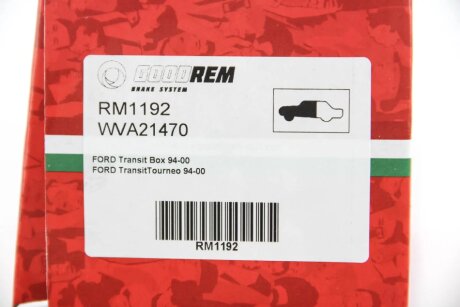 GOODREM
BRAKE SYSTEM
RM1192
WVA21470
FORD Transit Box 94-00
FORD TransitTourneo 94-00
RM1192